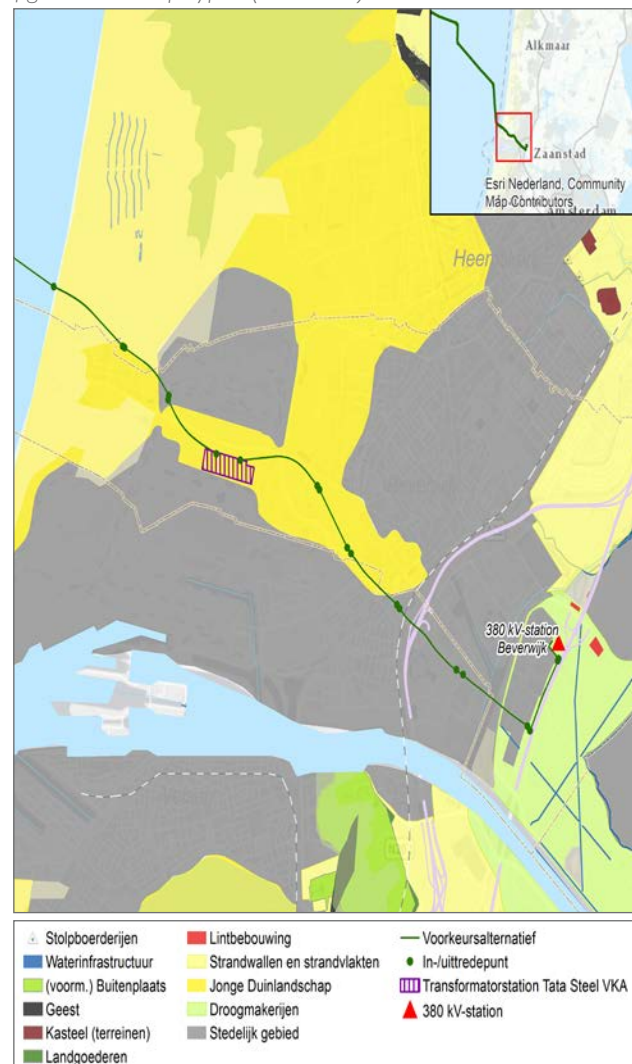 Alkmaar
Zaanstad
Esri Nederland, Community
Map Contributors
Amsterdam
380 kV-station
Beverwijk
Stolpboerderijen
Waterinfrastructuur
(voorm.) Buitenplaats
Geest
Kasteel (terreinen)
Landgoederen
Lintbebouwing
Strandwallen en strandvlakten
Jonge Duinlandschap
Droogmakerijen
Stedelijk gebied
Voorkeursalternatief
In-/uittredepunt
Transformatorstation Tata Steel VKA
380 kV-station